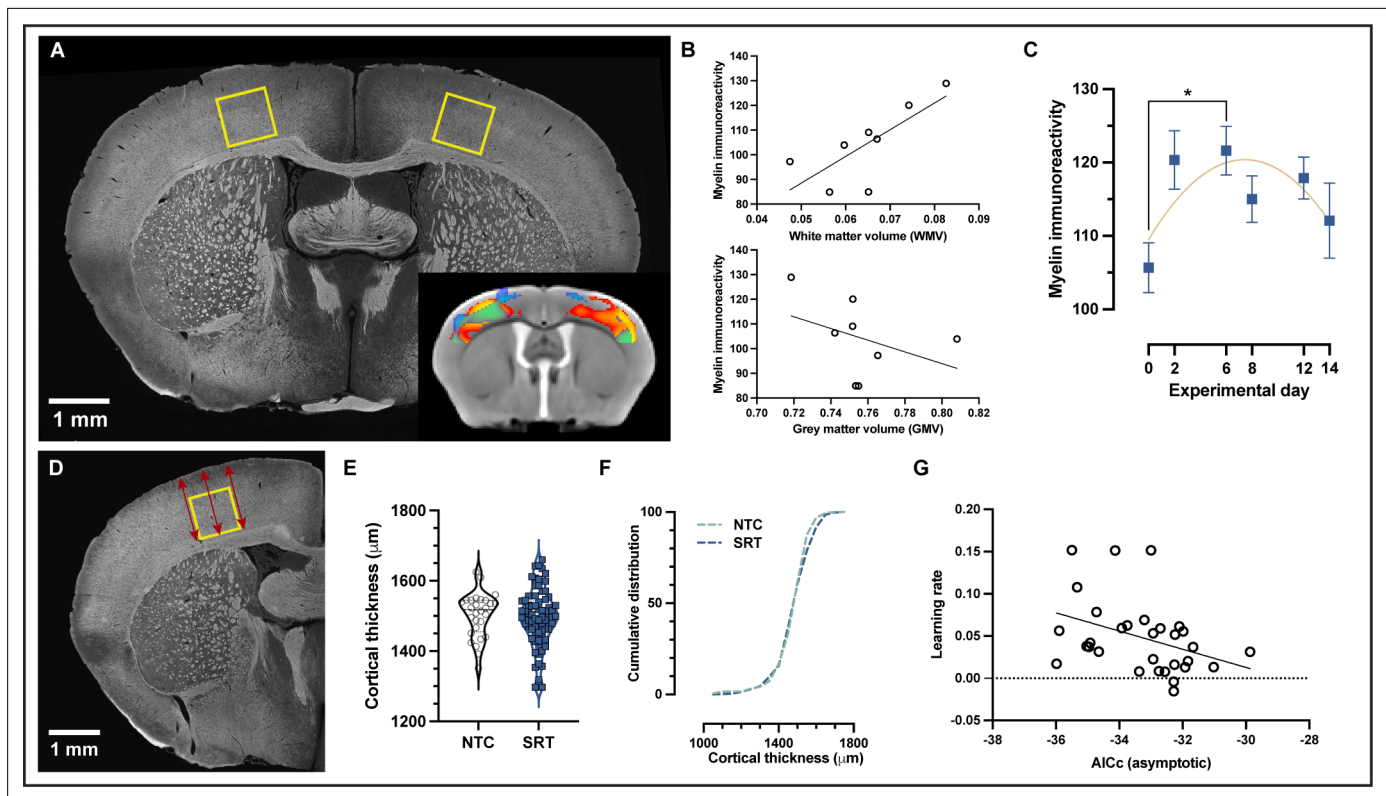 A
1 mm
B
140
130
120
110
100
90
80
0.04 0.05 0.06 0.07 0.08 0.09
White matter volume (WMV)
Myelin immunoreactivity
140
130
120
110
100
90
80
0.70 0.72 0.74 0.76 0.78 0.80 0.82
Grey matter volume (GMV)
Myelin immunoreactivity
C
*
130
120
110
100
0 2 6 8 12 14
Experimental day
Myelin immunoreactivity
D
1 mm
E
1800
1600
1400
1200
NTC SRT
Cortical thickness (μm)
F
NTC
SRT
100
50
0
1000 1400 1800
Cortical thickness (μm)
Cumulative distribution
G
0.20
0.15
0.10
0.05
0.00
-0.05
-38 -36 -34 -32 -30 -28
AICc (asymptotic)
Learning rate